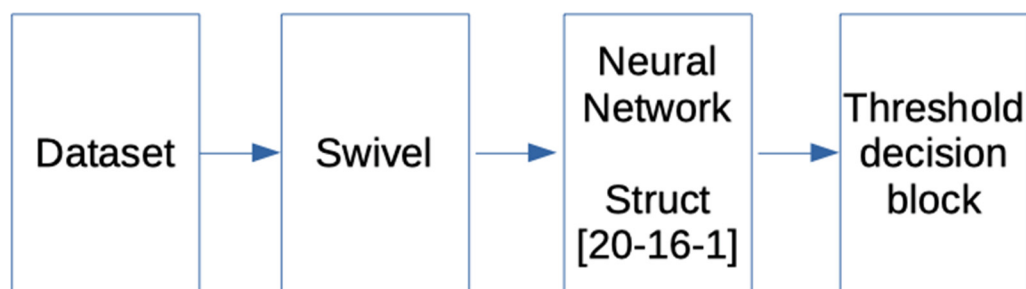 Dataset
Swivel
Neural
Network
Struct
[20-16-1]
Threshold
decision
block